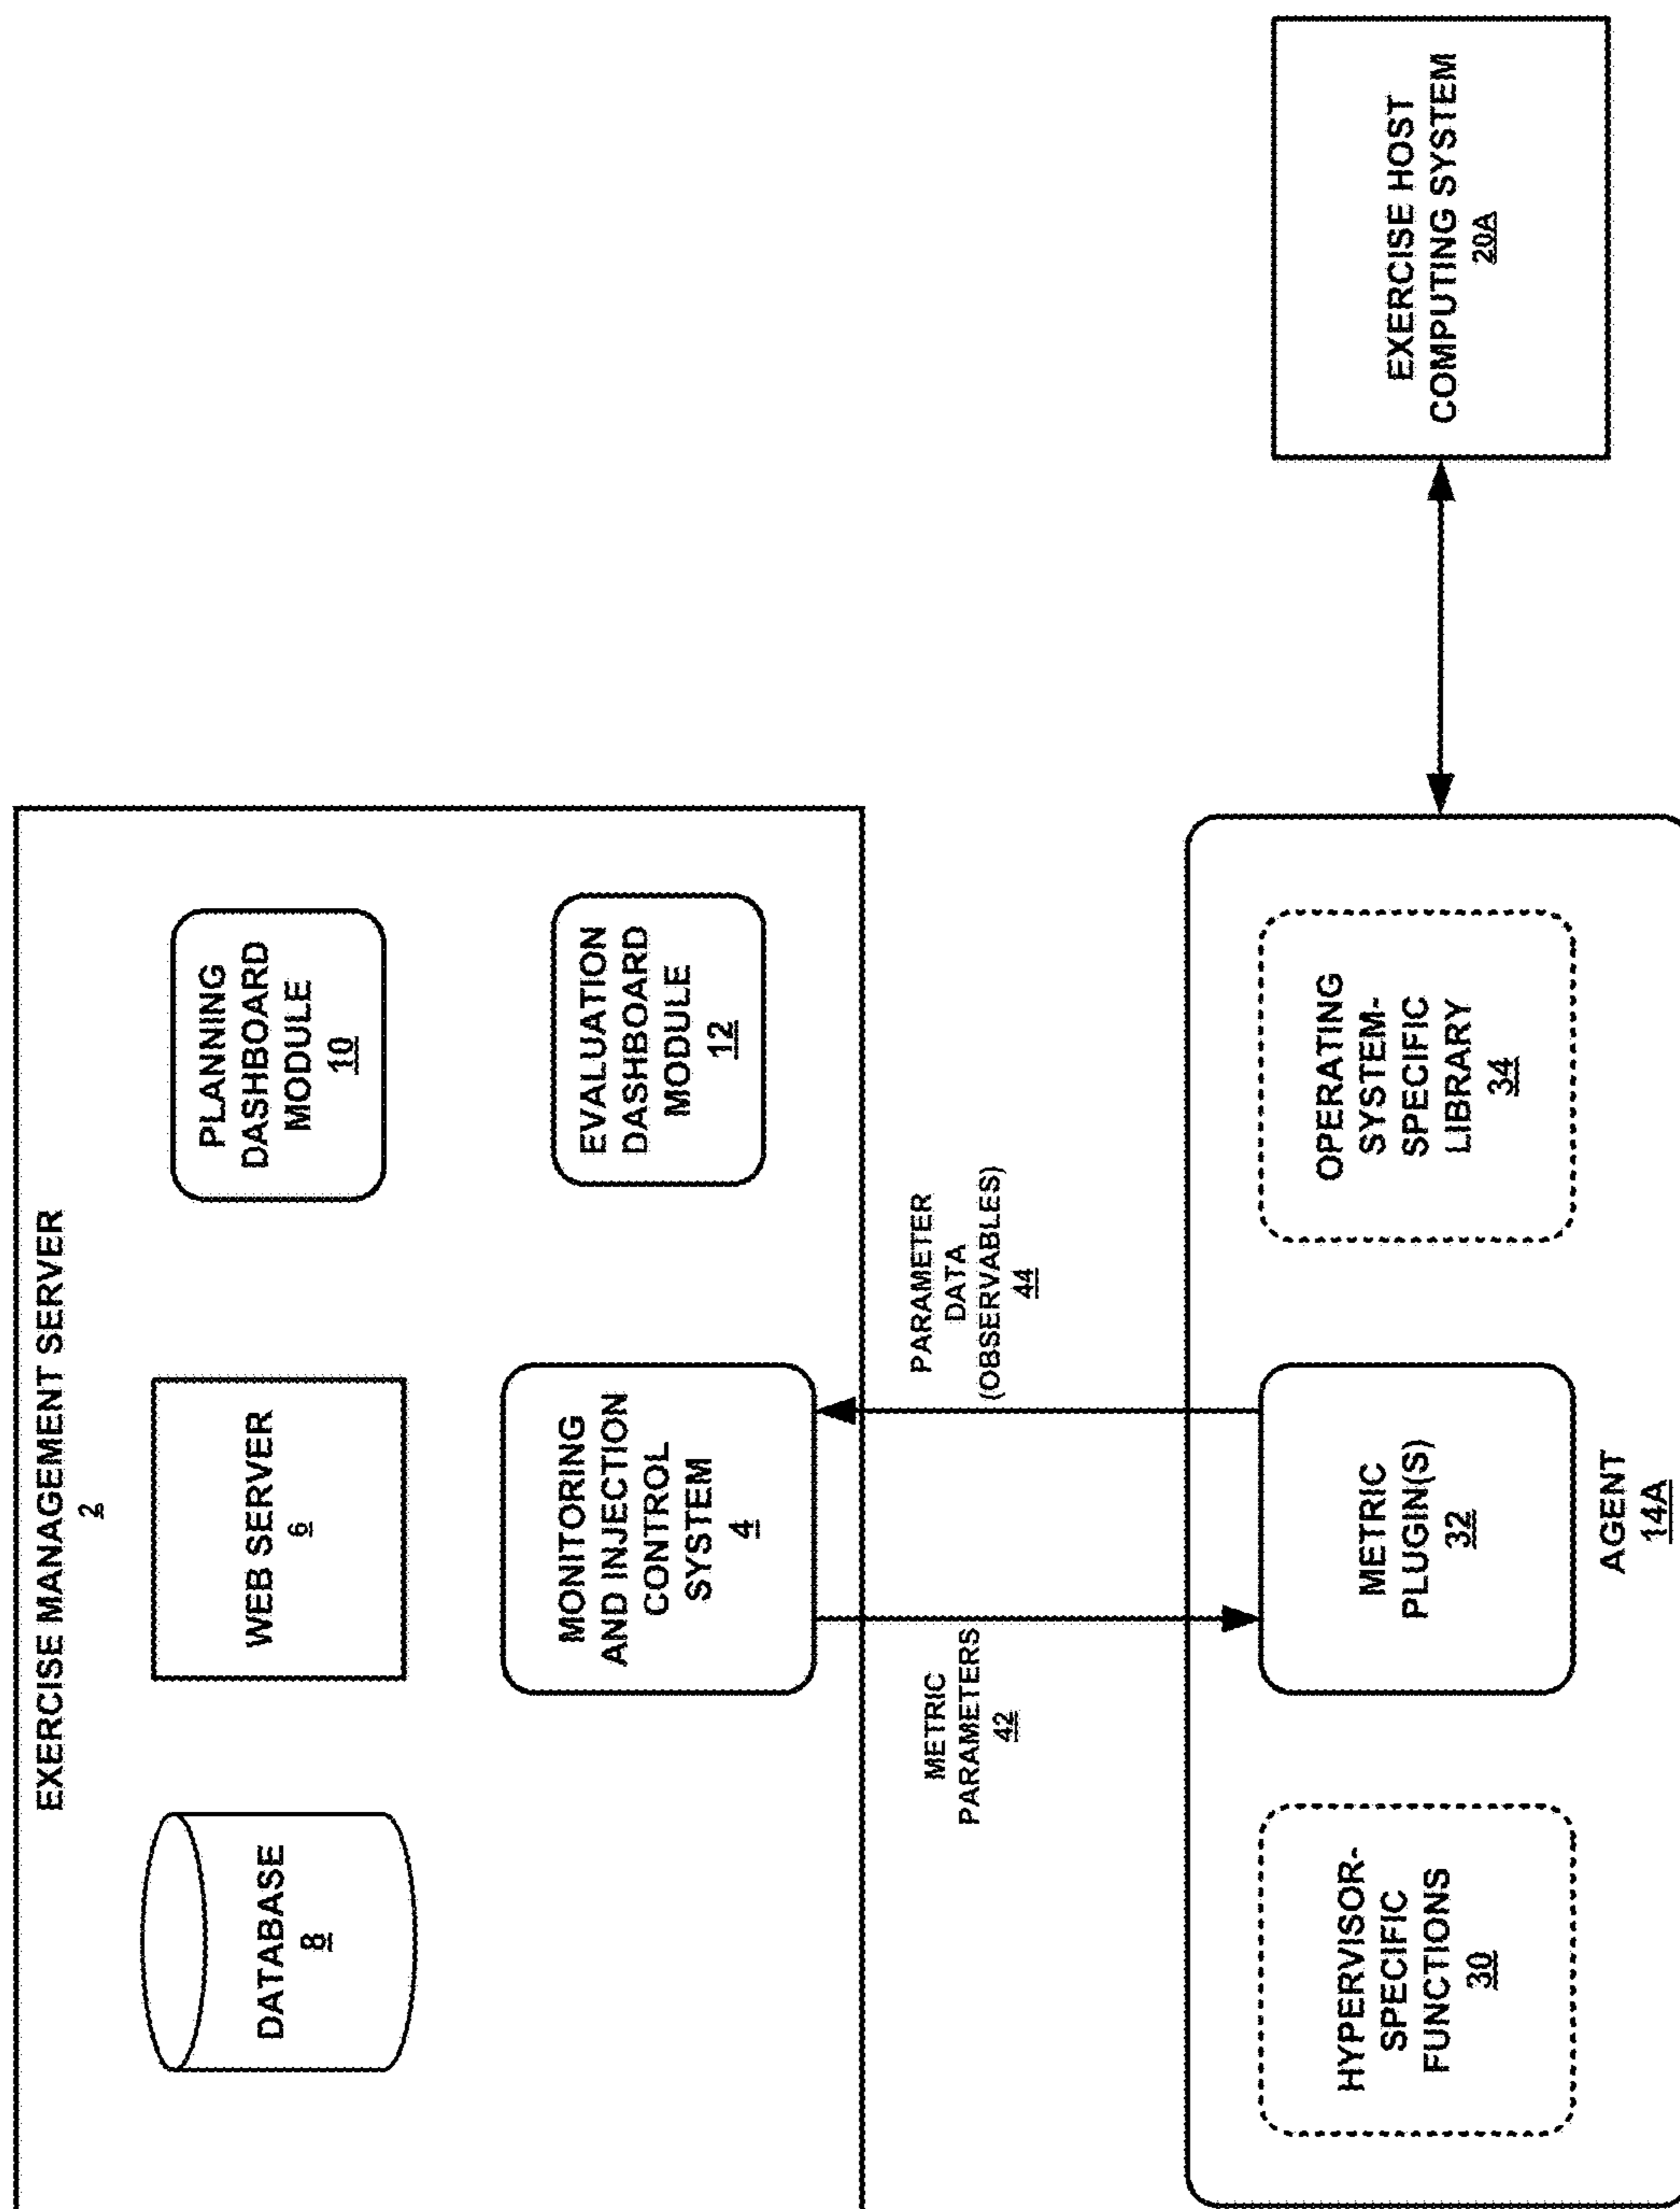 EXERCISE MANAGEMENT SERVER
2
DATABASE
8
WEB SERVER
6
PLANNING
DASHBOARD
MODULE
10
MONITORING
AND INJECTION
CONTROL
SYSTEM
4
EVALUATION
DASHBOARD
MODULE
12
METRIC
PARAMETERS
42
PARAMETER
DATA
(OBSERVABLES)
44
HYPERVISOR-
SPECIFIC
FUNCTIONS
30
METRIC
PLUGIN(S)
32
OPERATING
SYSTEM-
SPECIFIC
LIBRARY
34
AGENT
14A
EXERCISE HOST
COMPUTING SYSTEM
20A